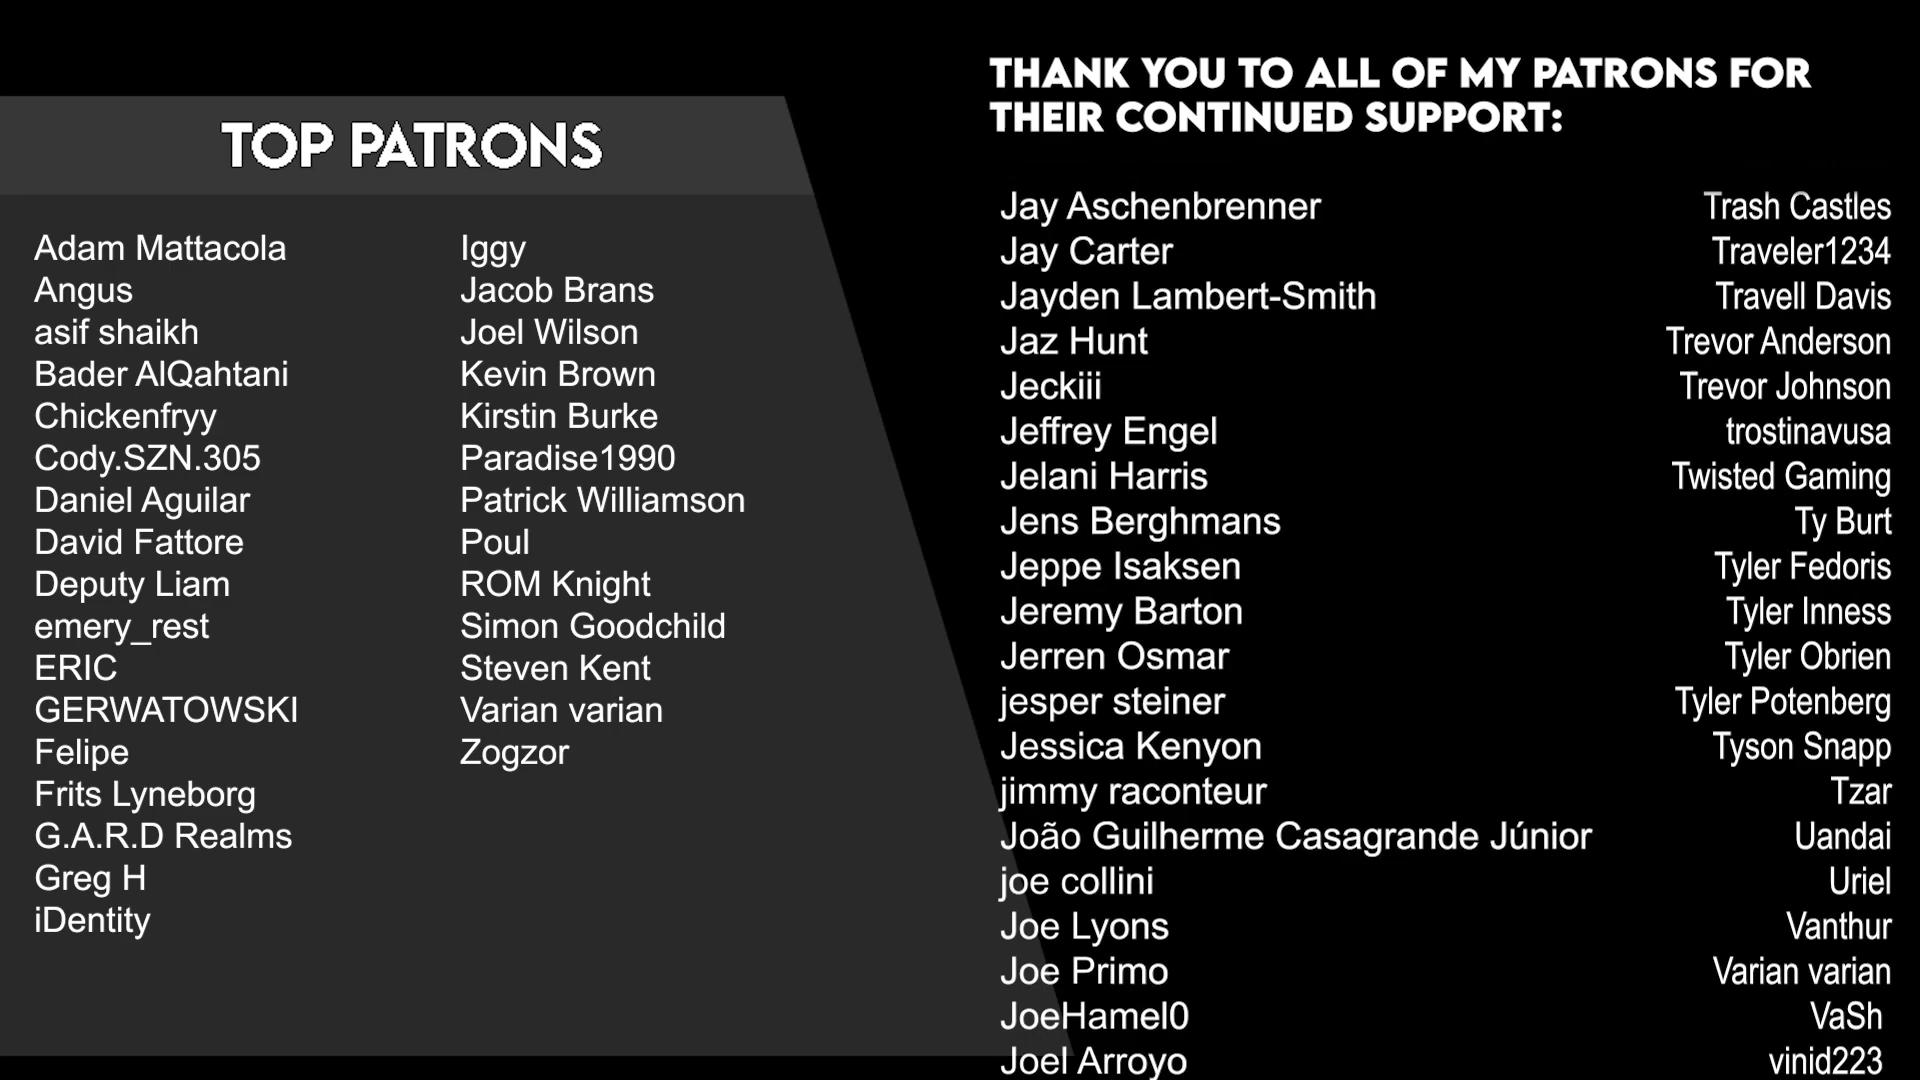 TOP PATRONS
Adam Mattacola
Angus
asif shaikh
Bader AlQahtani
Chickenfryy
Cody.SZN.305
Daniel Aguilar
David Fattore
Deputy Liam
emery_rest
ERIC
GERWATOWSKI
Felipe
Frits Lyneborg
G.A.R.D Realms
Greg H
iDentity
Iggy
Jacob Brans
Joel Wilson
Kevin Brown
Kirstin Burke
Paradise1990
Patrick Williamson
Poul
ROM Knight
Simon Goodchild
Steven Kent
Varian varian
Zogzor
THANK YOU TO ALL OF MY PATRONS FOR
THEIR CONTINUED SUPPORT:
Jay Aschenbrenner
Jay Carter
Jayden Lambert-Smith
Jaz Hunt
Jeckiii
Jeffrey Engel
Jelani Harris
Jens Berghmans
Jeppe Isaksen
Jeremy Barton
Jerren Osmar
jesper steiner
Jessica Kenyon
jimmy raconteur
João Guilherme Casagrande Júnior
joe collini
Joe Lyons
Joe Primo
JoeHamel0
Joel Arroyo
Trash Castles
Traveler1234
Travell Davis
Trevor Anderson
Trevor Johnson
trostinavusa
Twisted Gaming
Ty Burt
Tyler Fedoris
Tyler Inness
Tyler Obrien
Tyler Potenberg
Tyson Snapp
Tzar
Uandai
Uriel
Vanthur
Varian varian
VaSh
vinid223